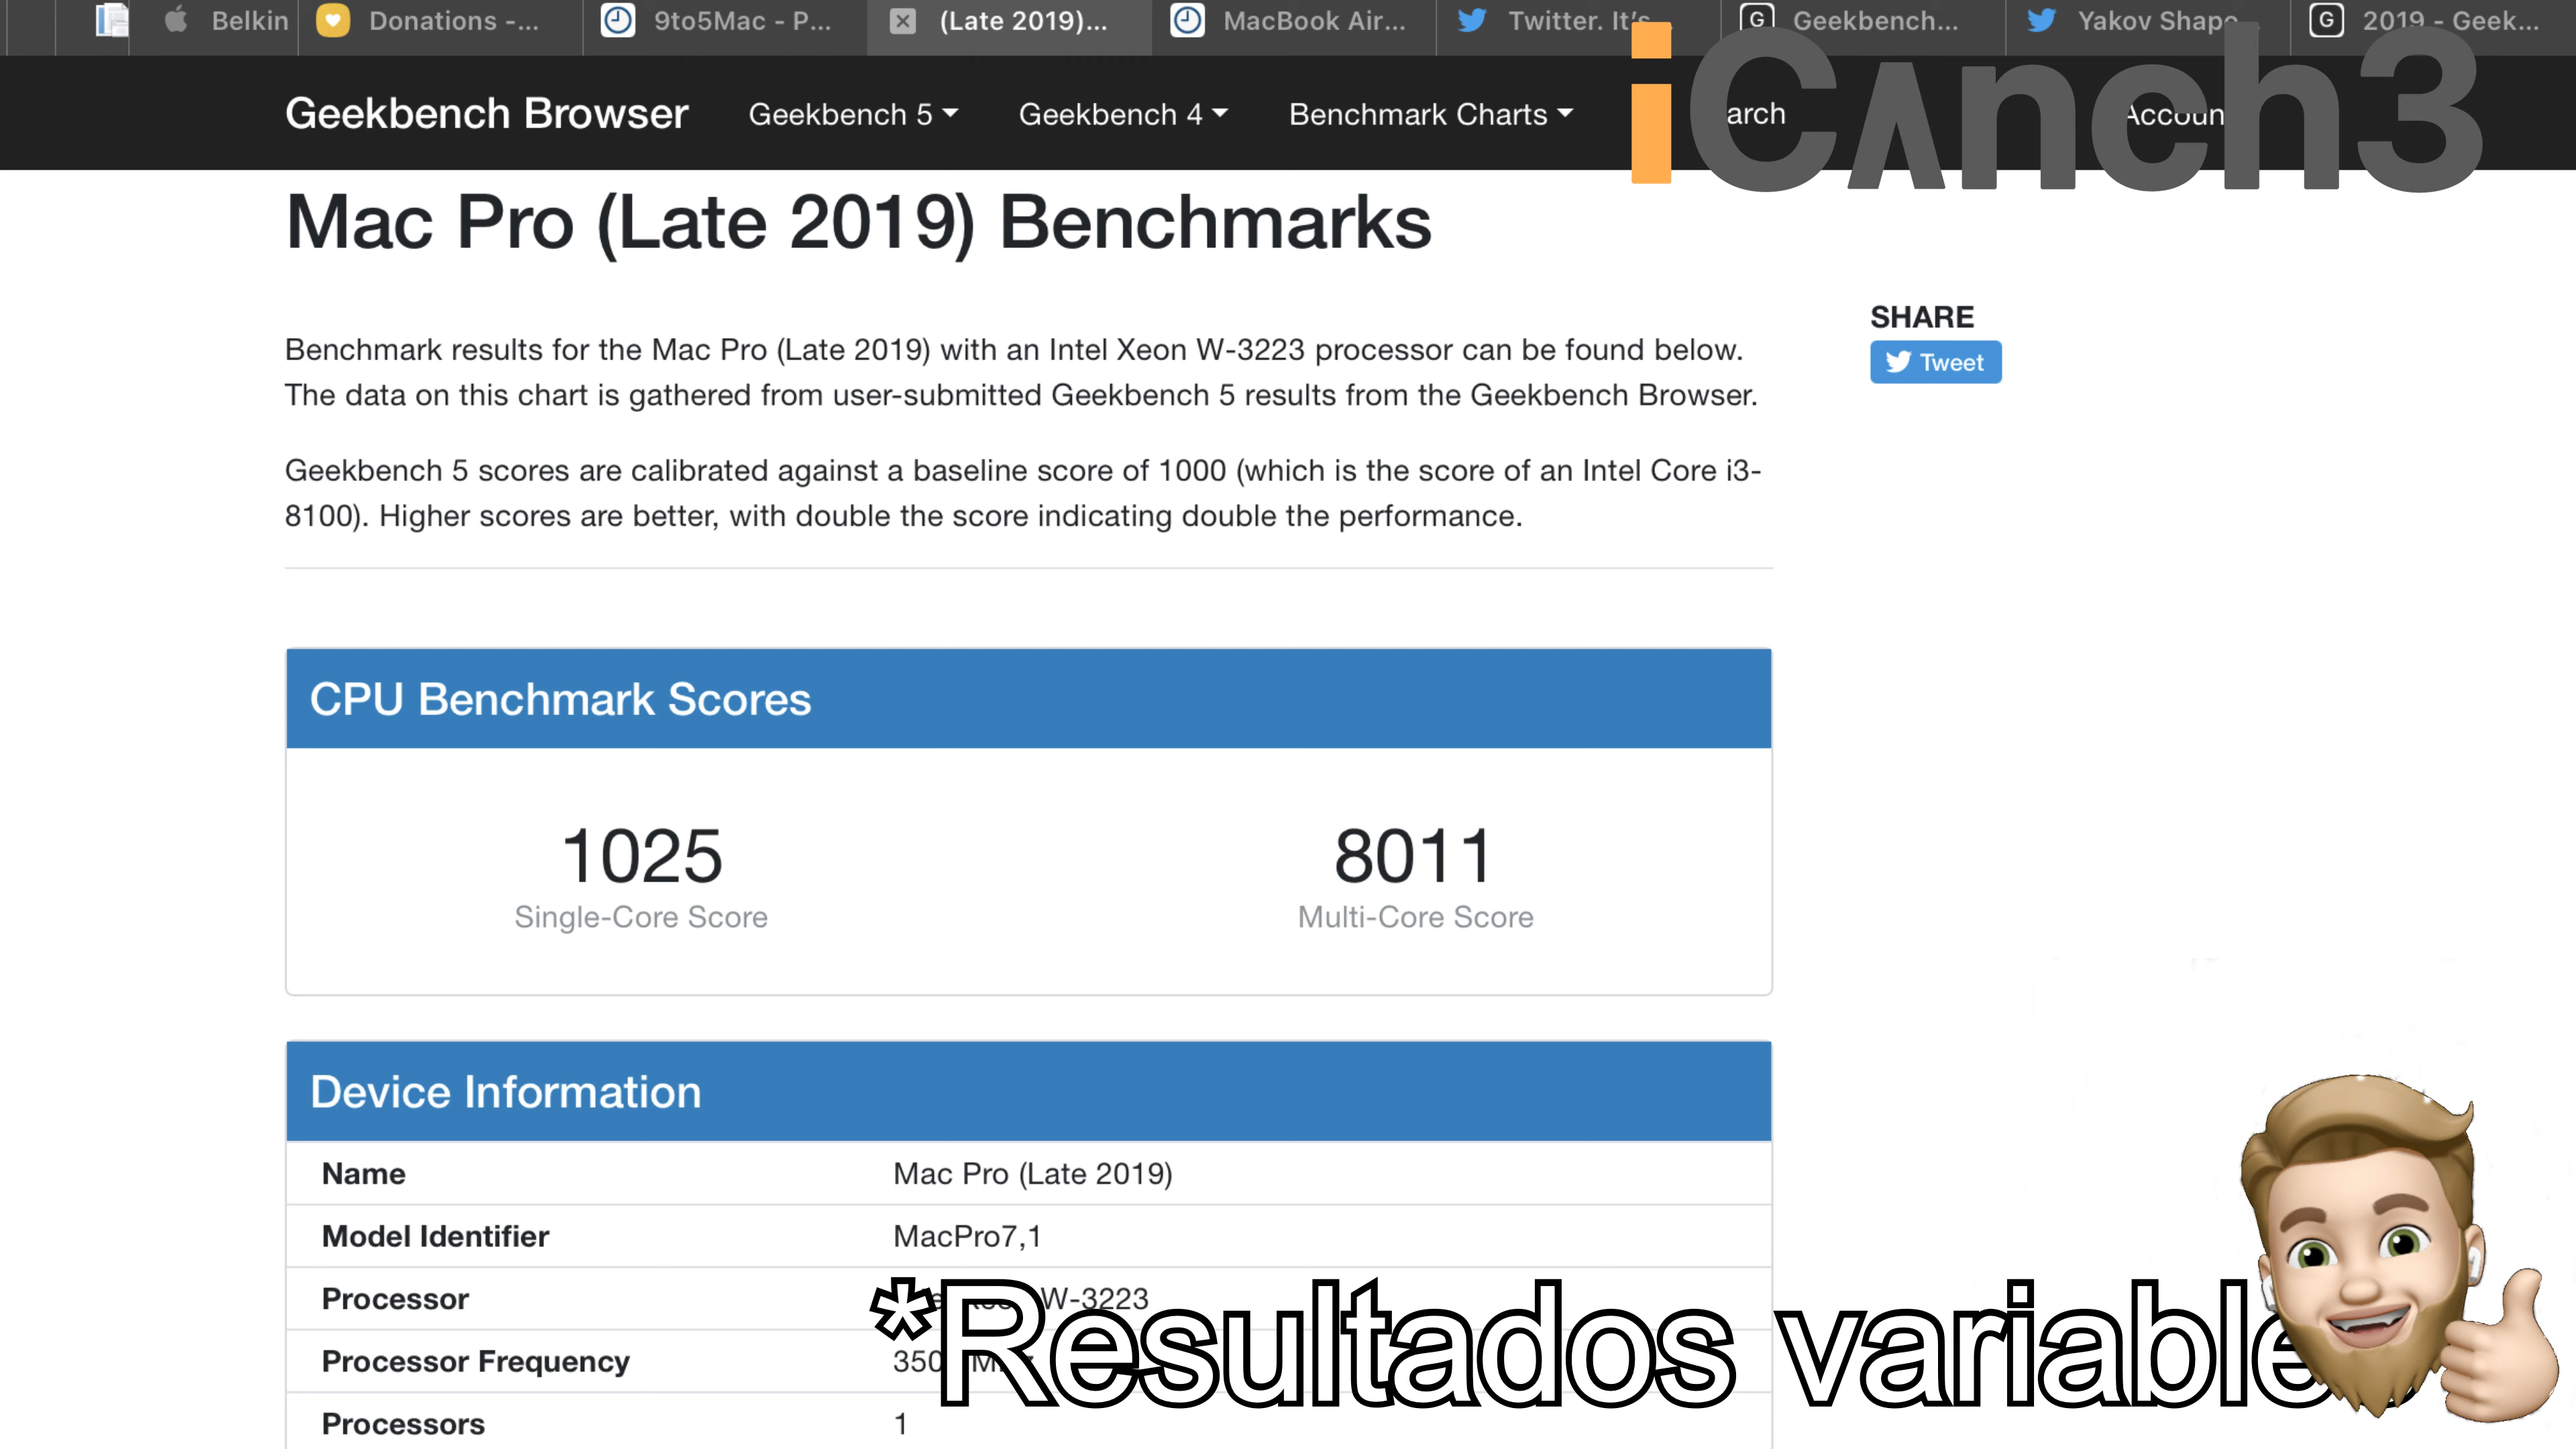 Belkin
Donations -...
9to5Mac - P...
(Late 2019)...
MacBook Air...
Twitter. It's
Geekbench...
Yakov Shapo
2019 - Geek...
iCʌnch3
Geekbench Browser
Geekbench 5
Geekbench 4
Benchmark Charts
arch
Accoun
Mac Pro (Late 2019) Benchmarks
Benchmark results for the Mac Pro (Late 2019) with an Intel Xeon W-3223 processor can be found below.
The data on this chart is gathered from user-submitted Geekbench 5 results from the Geekbench Browser.
Geekbench 5 scores are calibrated against a baseline score of 1000 (which is the score of an Intel Core i3-
8100). Higher scores are better, with double the score indicating double the performance.
SHARE
Tweet
CPU Benchmark Scores
1025
Single-Core Score
8011
Multi-Core Score
Device Information
Name Mac Pro (Late 2019)
Model Identifier MacPro7,1
Processor W-3223
Processor Frequency
Processors 1
*Resultados variable